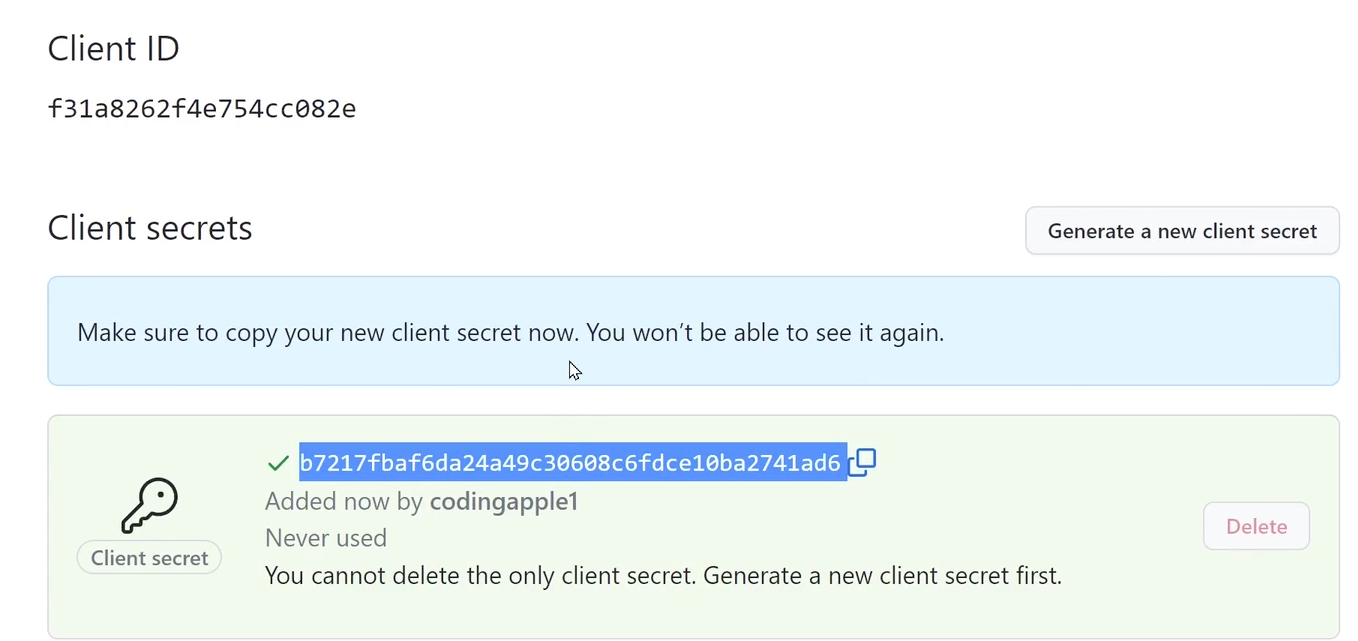 Client ID
f31a8262f4e754cc082e
Client secrets
Generate a new client secret
Make sure to copy your new client secret now. You won’t be able to see it again.
b7217fbaf6da24a49c30608c6fdce10ba2741ad6
Added now by codingapple1
Never used
Client secret
You cannot delete the only client secret. Generate a new client secret first.
Delete